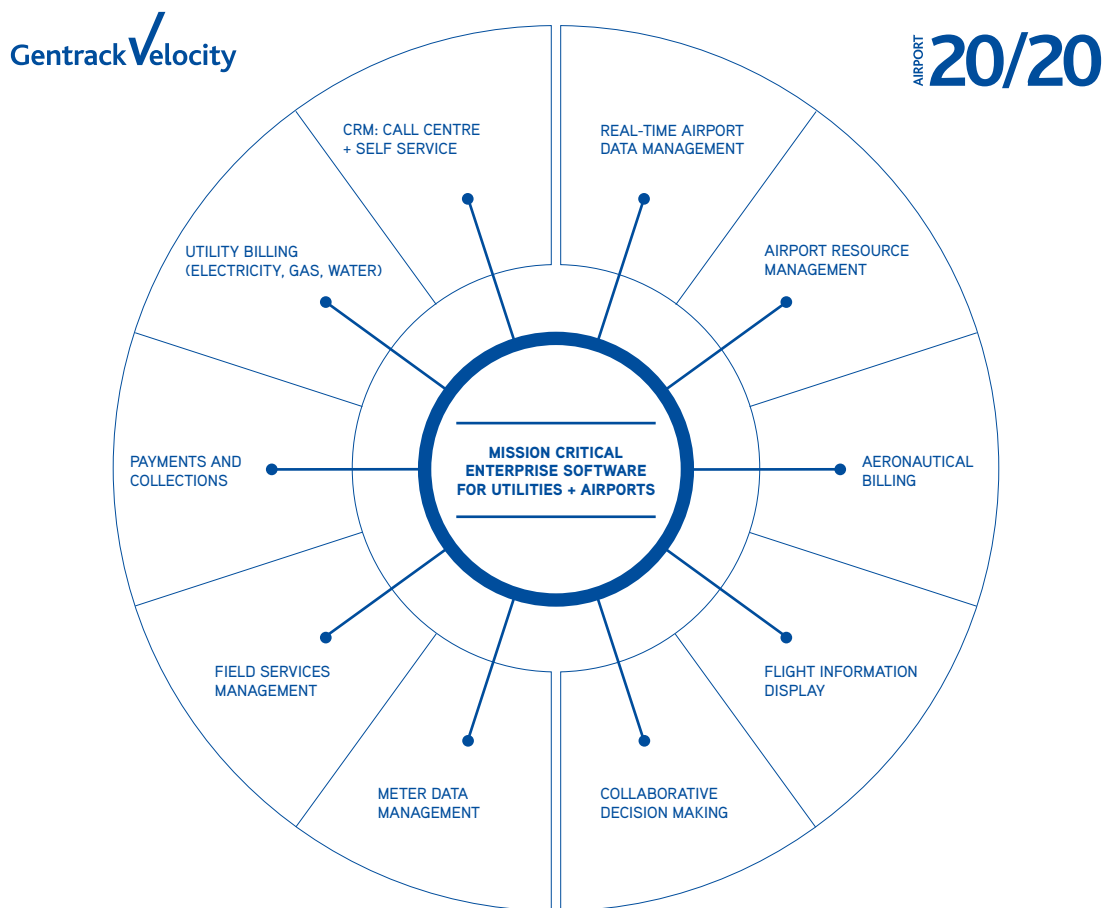 Gentrack Velocity
AIRPORT 20/20
CRM: CALL CENTRE
+ SELF SERVICE
REAL-TIME AIRPORT
DATA MANAGEMENT
UTILITY BILLING
(ELECTRICITY, GAS, WATER)
AIRPORT RESOURCE
MANAGEMENT
PAYMENTS AND
COLLECTIONS
MISSION CRITICAL
ENTERPRISE SOFTWARE
FOR UTILITIES + AIRPORTS
AERONAUTICAL
BILLING
FIELD SERVICES
MANAGEMENT
FLIGHT INFORMATION
DISPLAY
METER DATA
MANAGEMENT
COLLABORATIVE
DECISION MAKING